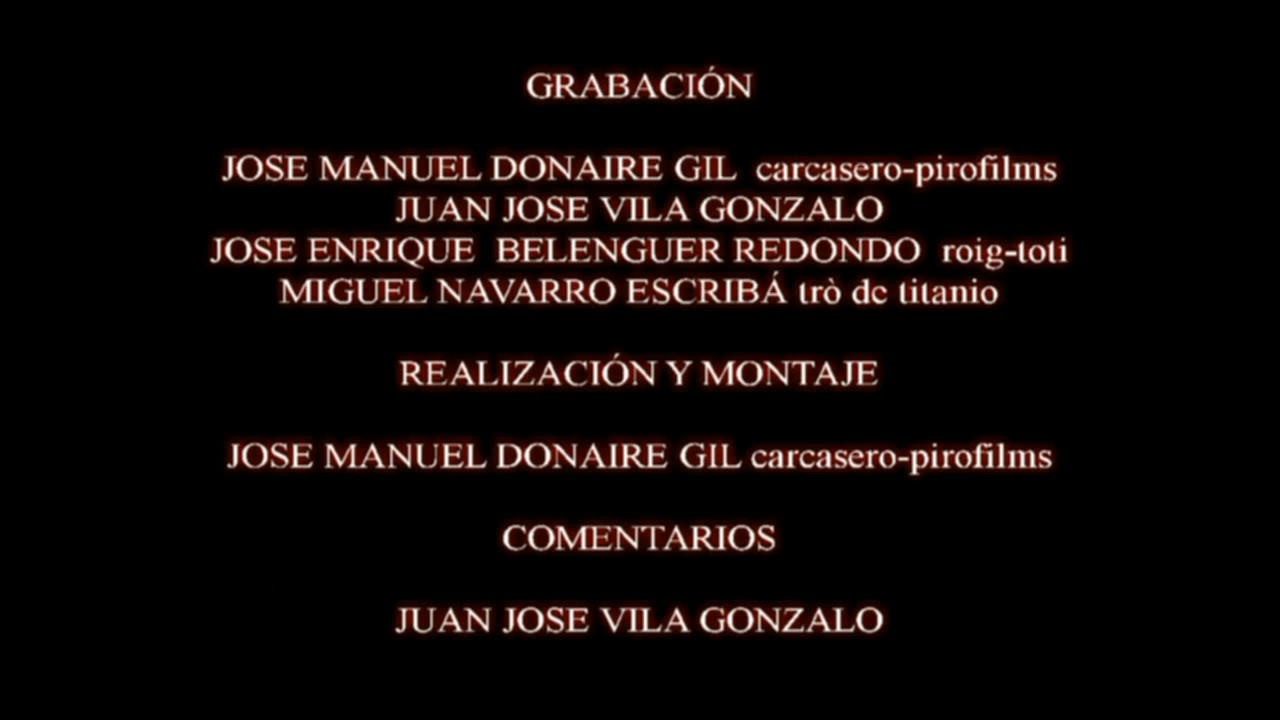 GRABACIÓN
JOSE MANUEL DONAIRE GIL carcasero-pirofilms
JUAN JOSE VILA GONZALO
JOSE ENRIQUE BELENGUER REDONDO roig-toti
MIGUEL NAVARRO ESCRIBÁ trò de titanio
REALIZACIÓN Y MONTAJE
JOSE MANUEL DONAIRE GIL carcasero-pirofilms
COMENTARIOS
JUAN JOSE VILA GONZALO